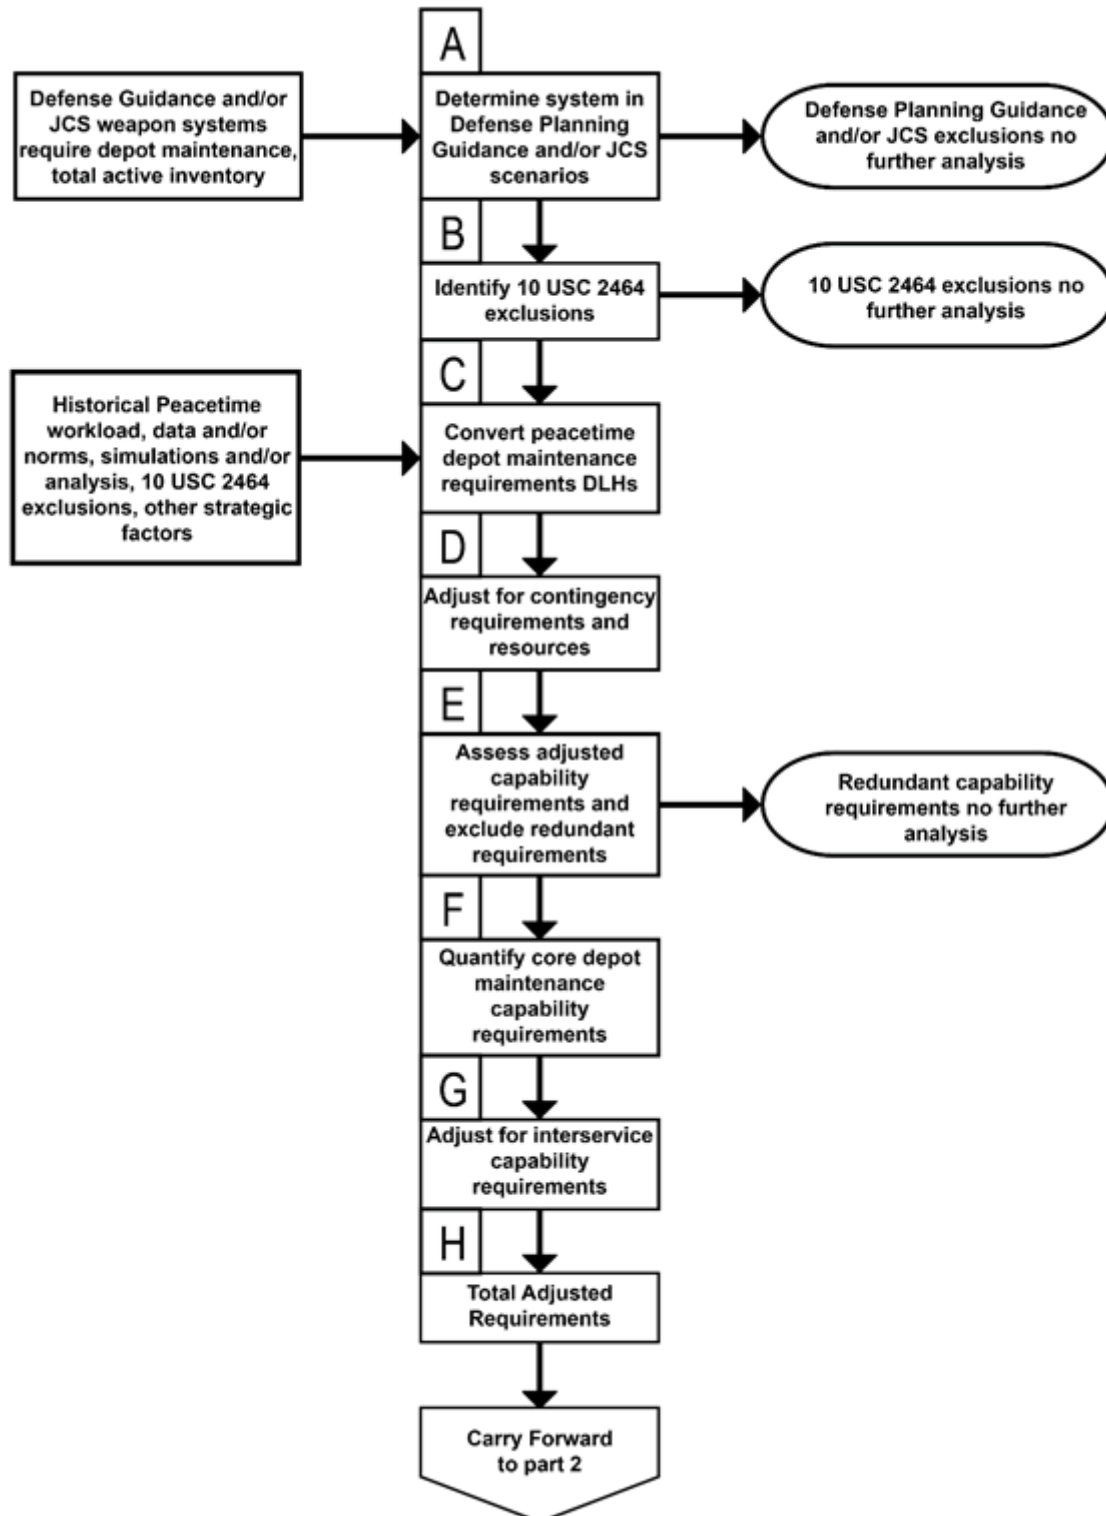 A
Defense Guidance and/or
JCS weapon systems
require depot maintenance,
total active inventory
Determine system in
Defense Planning
Guidance and/or JCS
scenarios
Defense Planning Guidance
and/or JCS exclusions no
further analysis
B
Identify 10 USC 2464
exclusions
10 USC 2464 exclusions no
further analysis
C
Historical Peacetime
workload, data and/or
norms, simulations and/or
analysis, 10 USC 2464
exclusions, other strategic
factors
Convert peacetime
depot maintenance
requirements DLHs
D
Adjust for contingency
requirements and
resources
E
Assess adjusted
capability
requirements and
exclude redundant
requirements
Redundant capability
requirements no further
analysis
F
Quantify core depot
maintenance
capability
requirements
G
Adjust for interservice
capability
requirements
H
Total Adjusted
Requirements
Carry Forward
to part 2